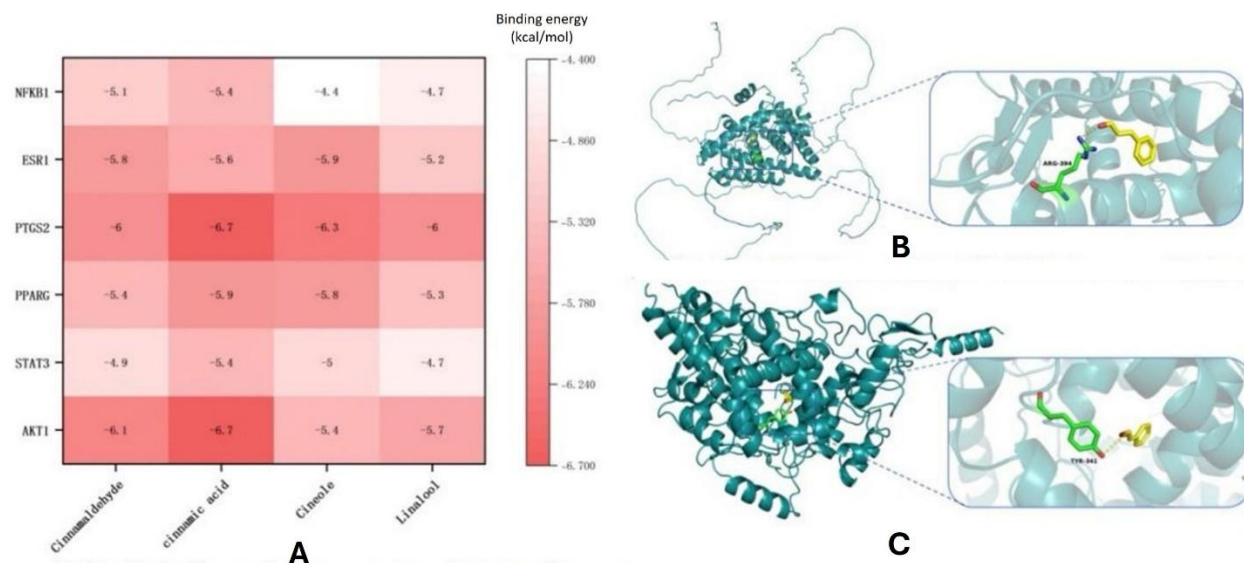 Binding energy
(kcal/mol)
NFKB1 -5.1 -5.4 -4.4 -4.7
ESR1 -5.8 -5.6 -5.9 -5.2
PTGS2 -6 -6.7 -6.3 -6
PPARG -5.4 -5.9 -5.8 -5.3
STAT3 -4.9 -5.4 -5 -4.7
AKT1 -6.1 -6.7 -5.4 -5.7
Cinnamaldehyde
cinnamic acid
Cineole
Linalool
-4.400
-4.860
-5.320
-5.780
-6.240
-6.700
A
ARG-394
B
TYR-341
C